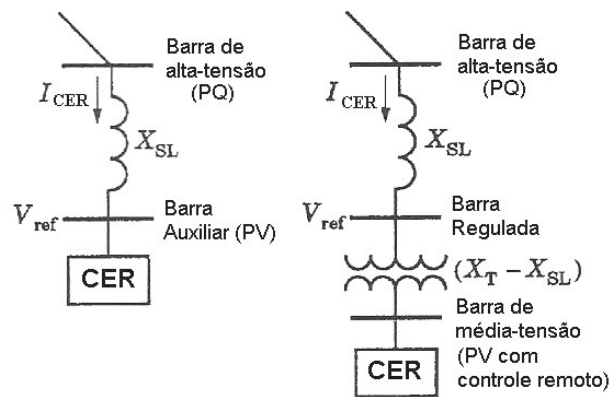 Barra de
alta-tensão
(PQ)
I_CER
X_SL
V_ref
Barra
Auxiliar (PV)
CER
Barra de
alta-tensão
(PQ)
I_CER
X_SL
V_ref
Barra
Regulada
(X_T − X_SL)
Barra de
média-tensão
(PV com
controle remoto)
CER